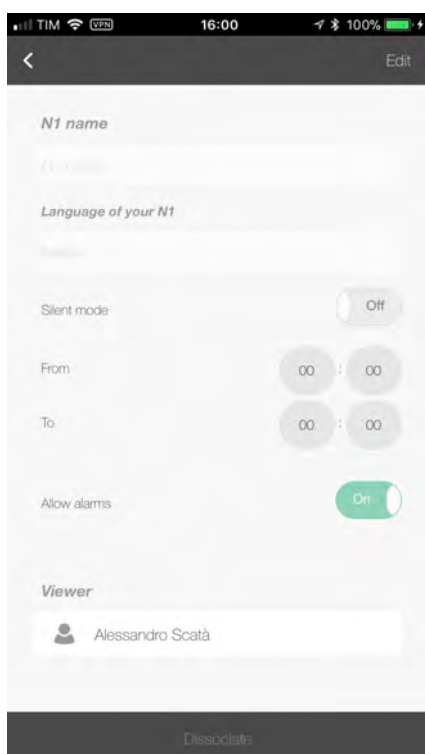 TIM VPN 16:00 100%
Edit
N1 name
Language of your N1
Silent mode Off
From 00 : 00
To 00 : 00
Allow alarms On
Viewer
Alessandro Scatà
Dissociate